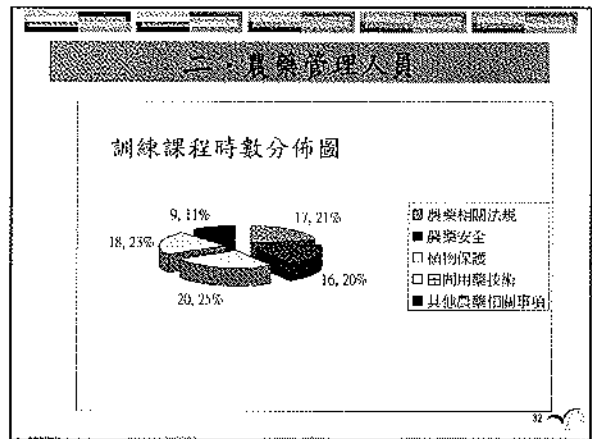 二、農藥管理人員
訓練課程時數分佈圖
9, 11%
17, 21%
18, 23%
16, 20%
20, 25%
農藥相關法規
農藥安全
植物保護
田間用藥技術
其他農藥相關事項
32